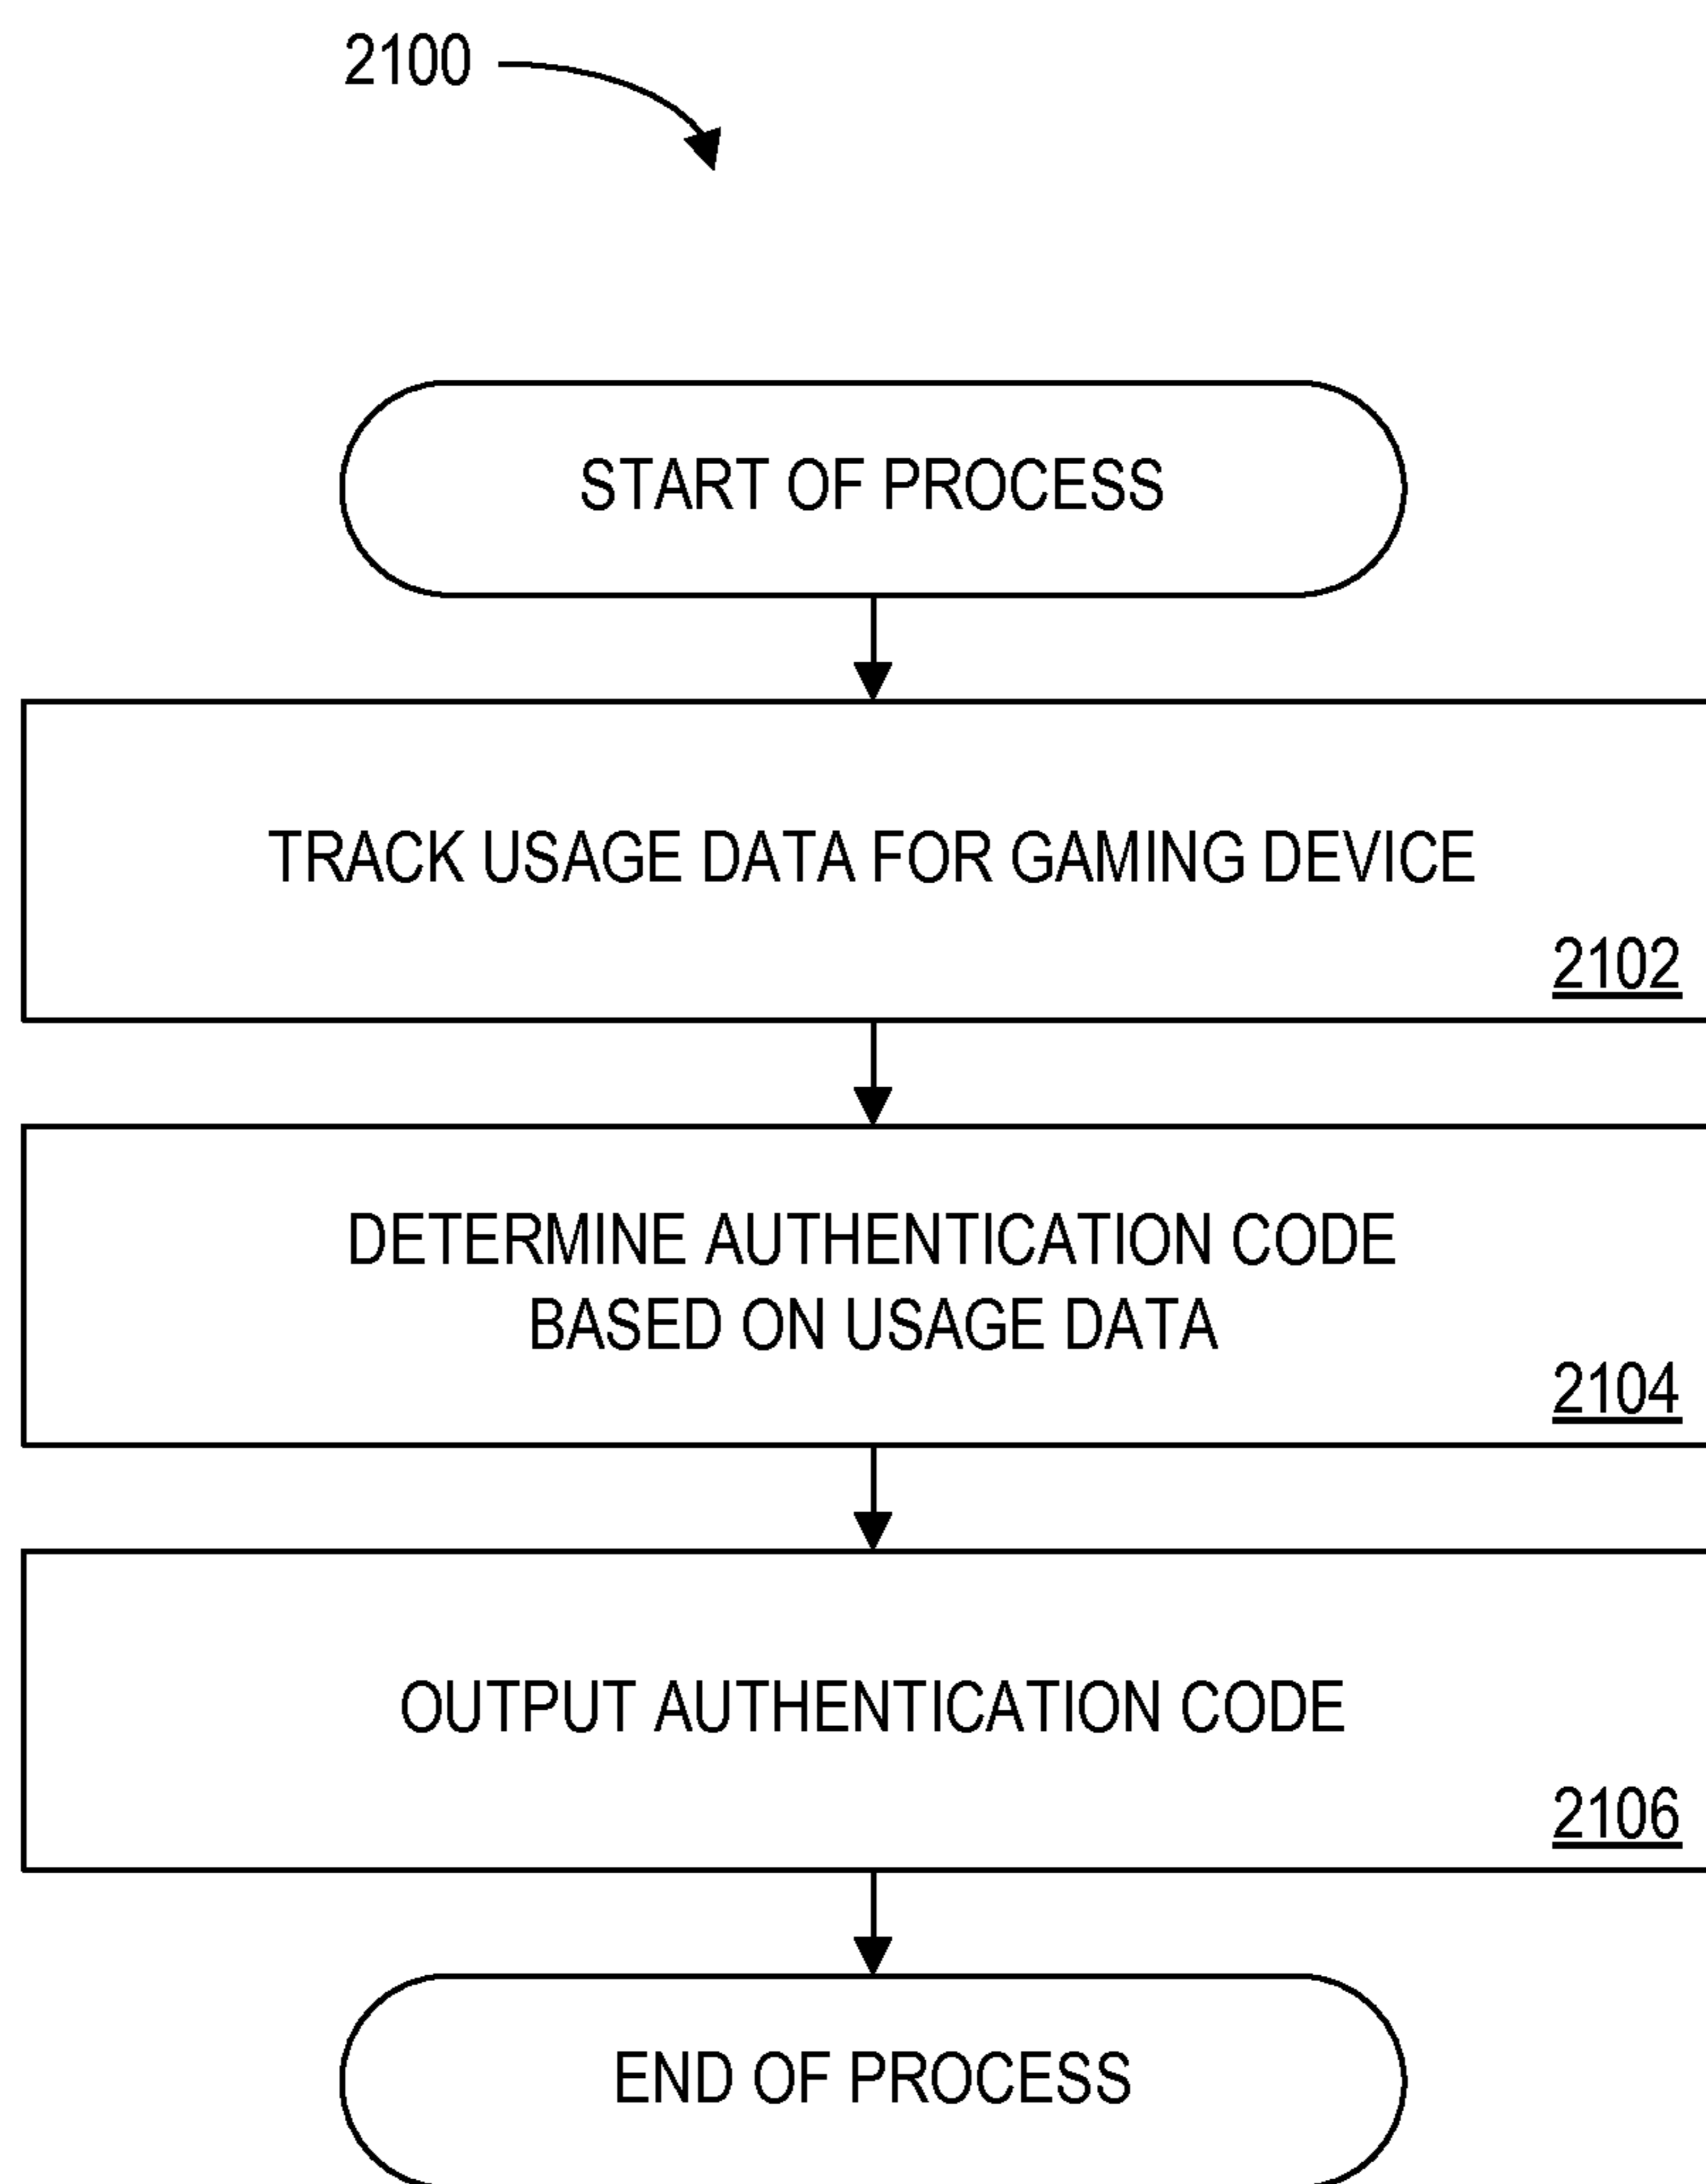 2100
START OF PROCESS
TRACK USAGE DATA FOR GAMING DEVICE
2102
DETERMINE AUTHENTICATION CODE
BASED ON USAGE DATA
2104
OUTPUT AUTHENTICATION CODE
2106
END OF PROCESS